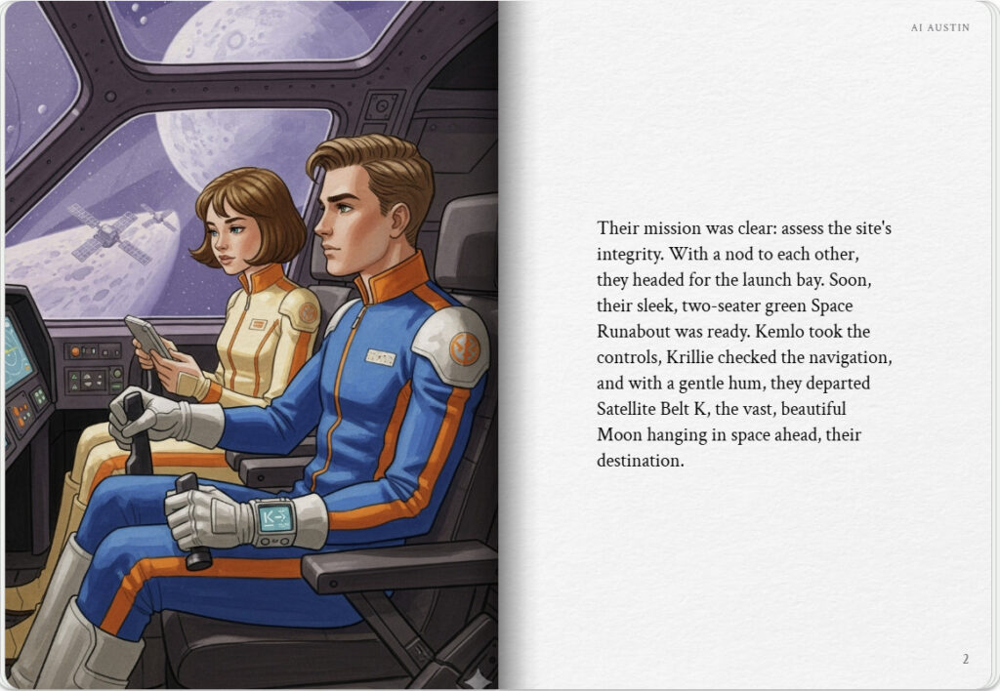 AI AUSTIN
Their mission was clear: assess the site's
integrity. With a nod to each other,
they headed for the launch bay. Soon,
their sleek, two-seater green Space
Runabout was ready. Kemlo took the
controls, Krillie checked the navigation,
and with a gentle hum, they departed
Satellite Belt K, the vast, beautiful
Moon hanging in space ahead, their
destination.
2